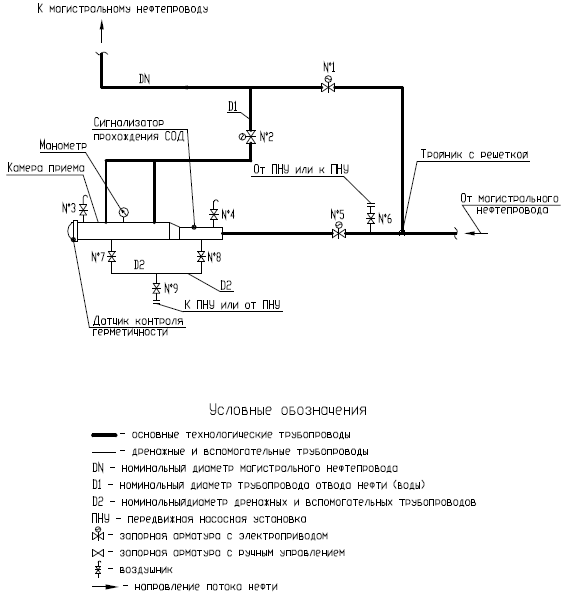 К магистральному нефтепроводу
DN
N°1
D1
Сигнализатор
прохождения СОД
N°2
Манометр
Тройник с решеткой
Камера приема
От ПНУ или к ПНУ
От магистрального
нефтепровода
N°3
N°4
N°5
N°6
N°7
N°8
D2
D2
N°9
К ПНУ или от ПНУ
Датчик контроля
герметичности
Условные обозначения
– основные технологические трубопроводы
– дренажные и вспомогательные трубопроводы
DN – номинальный диаметр магистрального нефтепровода
D1 – номинальный диаметр трубопровода отвода нефти (воды)
D2 – номинальныйдиаметр дренажных и вспомогательных трубопроводов
ПНУ – передвижная насосная установка
– запорная арматура с электроприводом
– запорная арматура с ручным управлением
– воздушник
– направление потока нефти